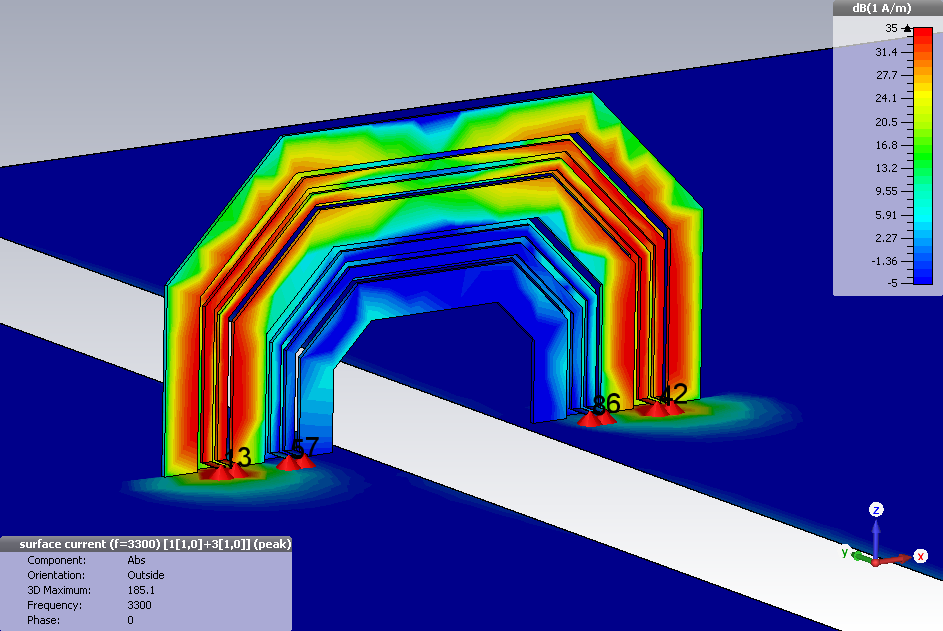 dB(1 A/m)
35
31.4
27.7
24.1
20.5
16.8
13.2
9.55
5.91
2.27
-1.36
-5
86
42
13
57
z
y
x
surface current (f=3300) [1[1,0]+3[1,0]] (peak)
Component: Abs
Orientation: Outside
3D Maximum: 185.1
Frequency: 3300
Phase: 0